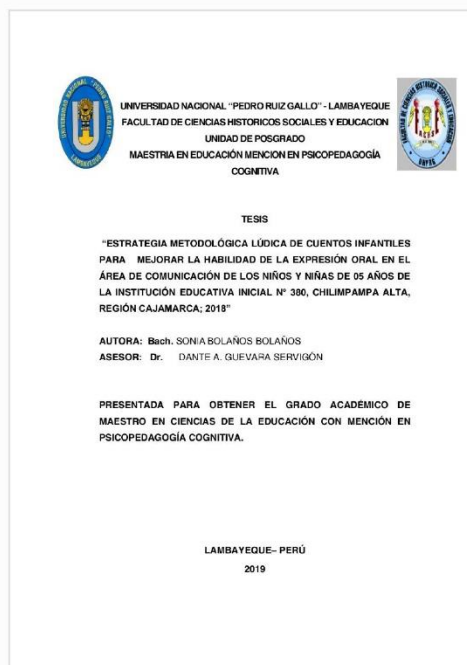 UNIVERSIDAD NACIONAL "PEDRO RUIZ GALLO" - LAMBAYEQUE
FACULTAD DE CIENCIAS HISTORICOS SOCIALES Y EDUCACION
UNIDAD DE POSGRADO
MAESTRIA EN EDUCACIÓN MENCION EN PSICOPEDAGOGÍA
COGNITIVA
TESIS
"ESTRATEGIA METODOLÓGICA LÚDICA DE CUENTOS INFANTILES
PARA MEJORAR LA HABILIDAD DE LA EXPRESIÓN ORAL EN EL
ÁREA DE COMUNICACIÓN DE LOS NIÑOS Y NIÑAS DE 05 AÑOS DE
LA INSTITUCIÓN EDUCATIVA INICIAL N° 380, CHILIMPAMPA ALTA,
REGIÓN CAJAMARCA; 2018"
AUTORA: Bach. SONIA BOLAÑOS BOLAÑOS
ASESOR: Dr. DANTE A. GUEVARA SERVIGÓN
PRESENTADA PARA OBTENER EL GRADO ACADÉMICO DE
MAESTRO EN CIENCIAS DE LA EDUCACIÓN CON MENCIÓN EN
PSICOPEDAGOGÍA COGNITIVA.
LAMBAYEQUE– PERÚ
2019